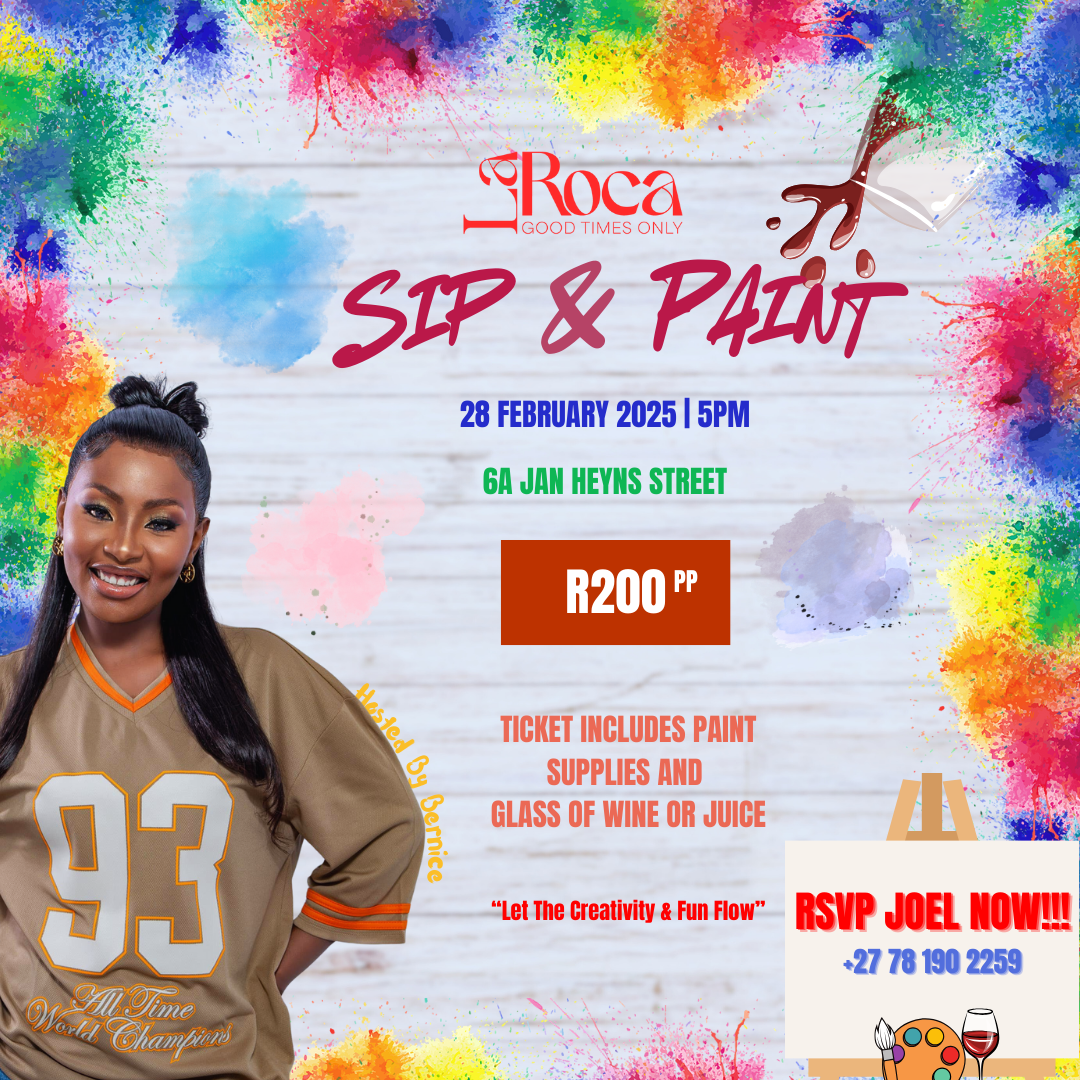 La Roca
GOOD TIMES ONLY
SIP & PAINT
28 FEBRUARY 2025 | 5PM
6A JAN HEYNS STREET
R200 PP
Hosted By Bernice
TICKET INCLUDES PAINT
SUPPLIES AND
GLASS OF WINE OR JUICE
“Let The Creativity & Fun Flow”
RSVP JOEL NOW!!!
+27 78 190 2259
93
All Time
World Champions